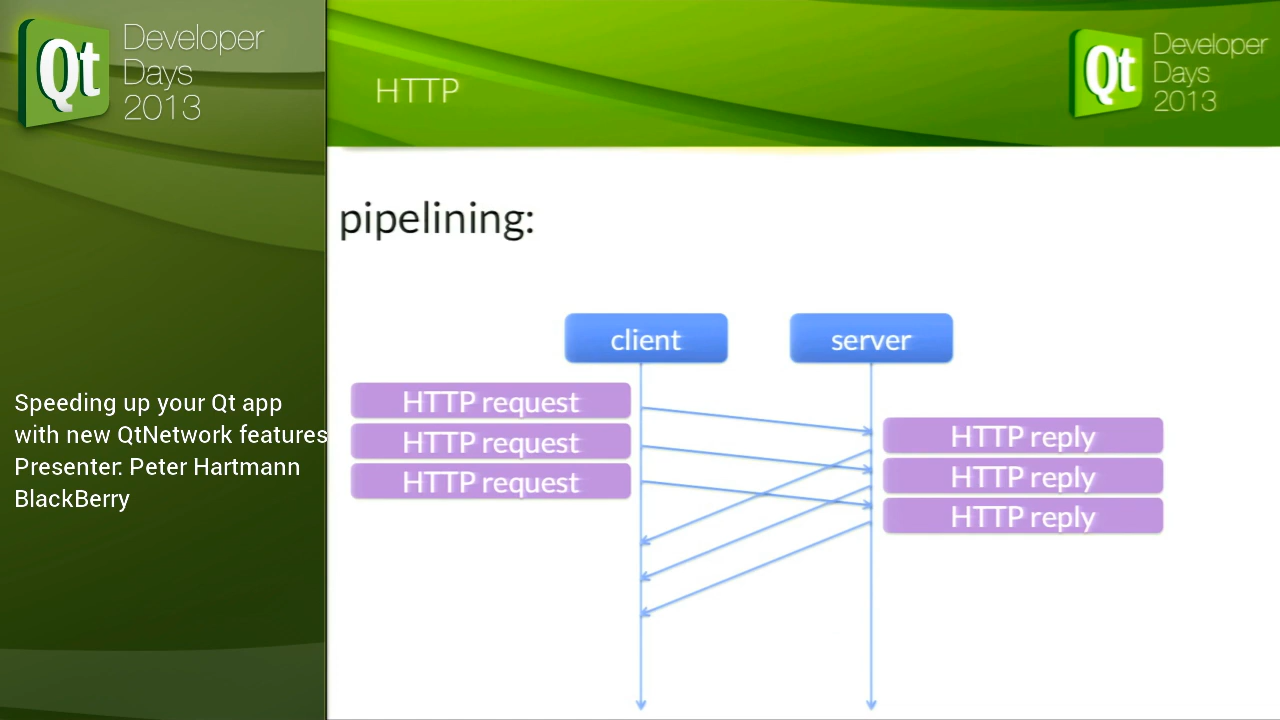 Qt Developer
Days
2013
Speeding up your Qt app
with new QtNetwork features
Presenter: Peter Hartmann
BlackBerry
HTTP
Qt Developer
Days
2013
pipelining:
client
server
HTTP request
HTTP request
HTTP request
HTTP reply
HTTP reply
HTTP reply